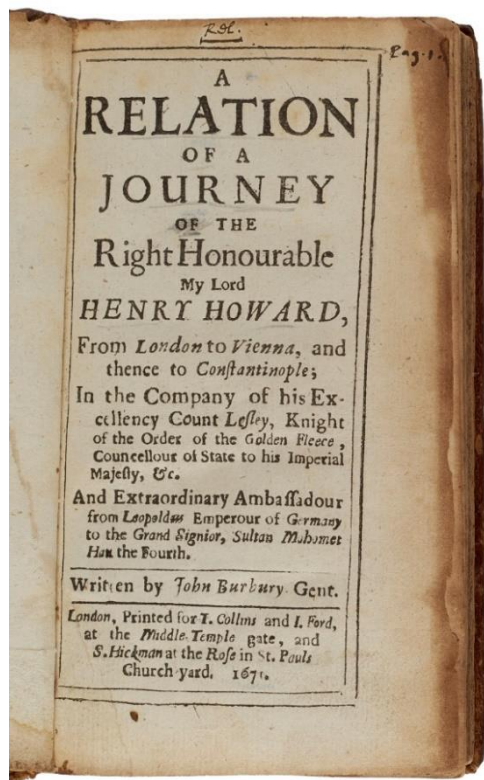 Rel.
Pag. 1.
A
RELATION
OF A
JOURNEY
OF THE
Right Honourable
My Lord
HENRY HOWARD,
From London to Vienna, and
thence to Conſtantinople;
In the Company of his Ex-
cellency Count Leſley, Knight
of the Order of the Golden Fleece,
Councellour of State to his Imperial
Majeſty, &c.
And Extraordinary Ambaſſadour
from Leopoldus Emperour of Germany
to the Grand Signior, Sultan Mahomet
Han the Fourth.
Written by John Burbury Gent.
London, Printed for T. Collins and I. Ford,
at the Middle-Temple gate, and
S. Hickman at the Roſe in St. Pauls
Church-yard. 1671.